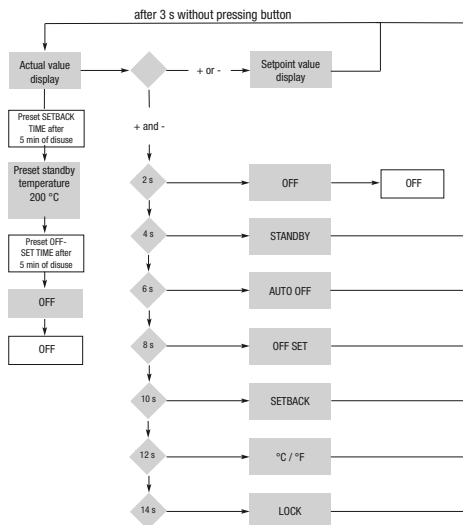 after 3 s without pressing button
Actual value
display
+ or -
Setpoint value
display
Preset SETBACK
TIME after
5 min of disuse
+ and -
Preset standby
temperature
200 °C
2 s
OFF
OFF
Preset OFF-
SET TIME after
5 min of disuse
4 s
STANDBY
OFF
6 s
AUTO OFF
OFF
8 s
OFF SET
10 s
SETBACK
12 s
°C / °F
14 s
LOCK